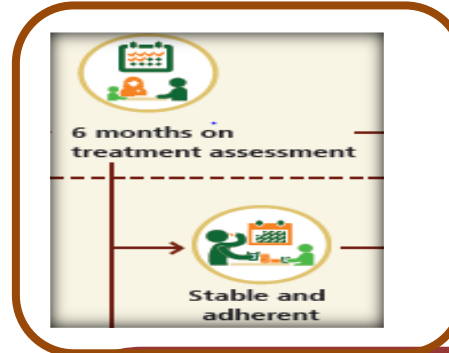 6 months on
treatment assessment
Stable and
adherent